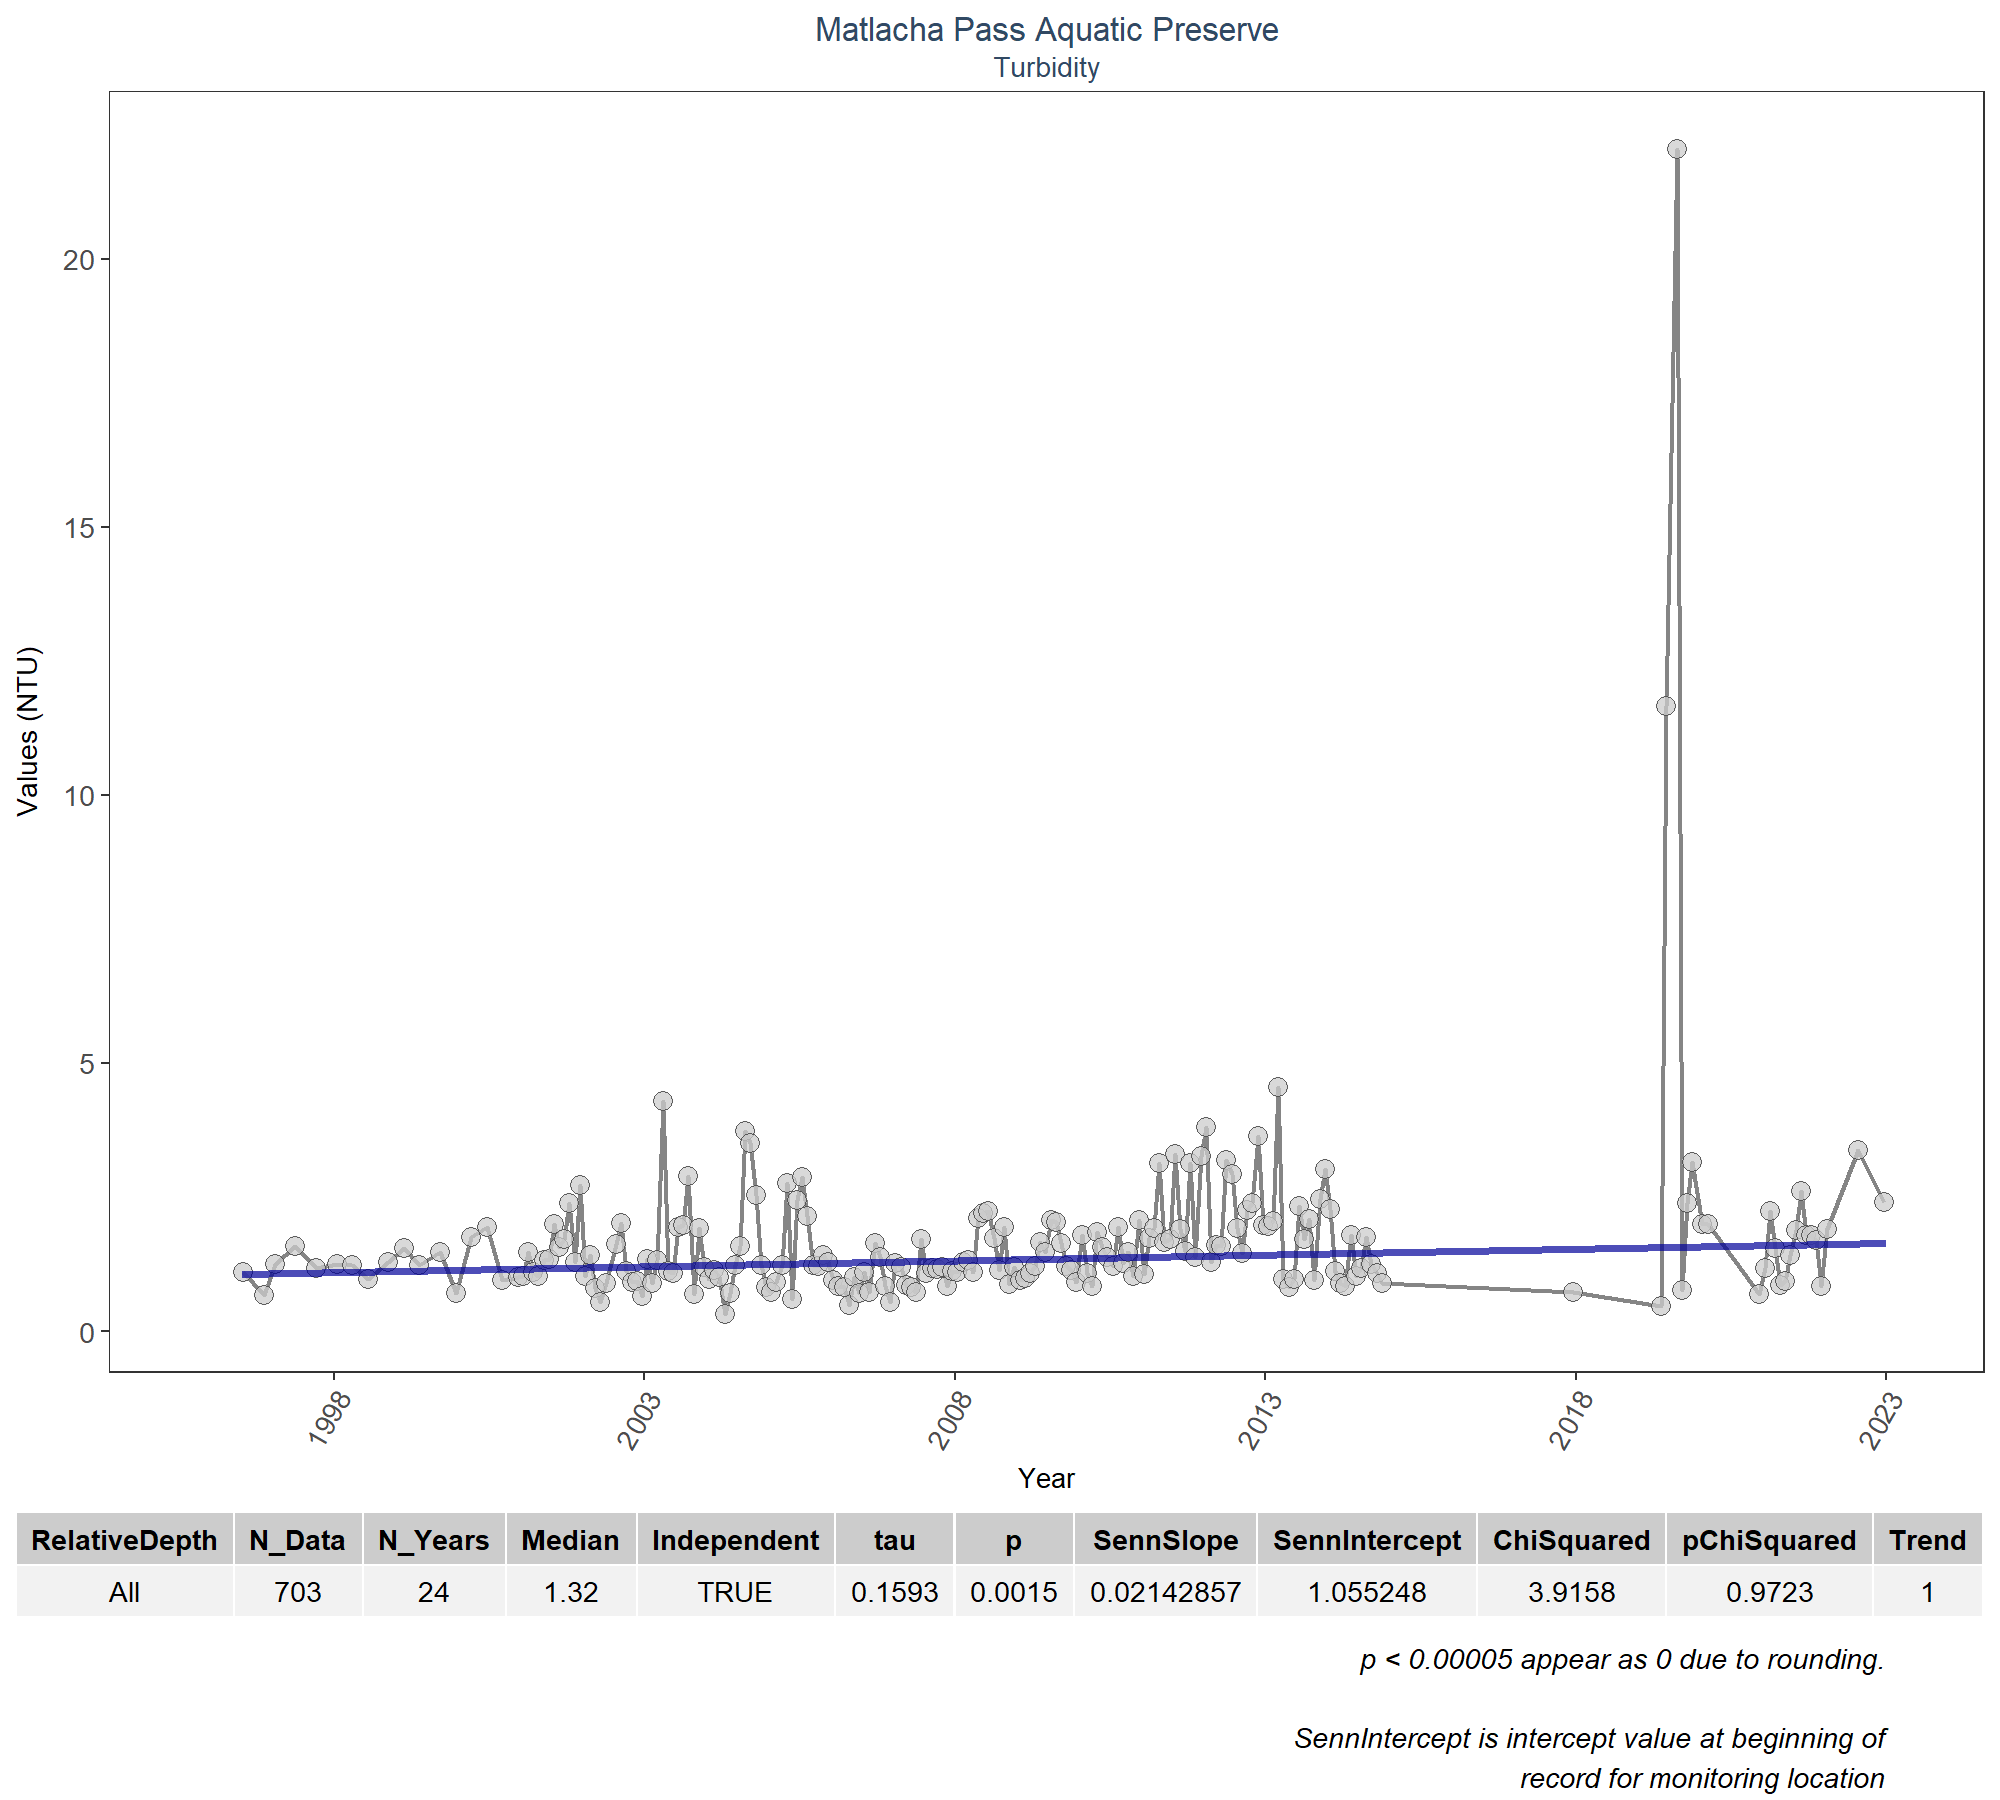 Matlacha Pass Aquatic Preserve
Turbidity
Values (NTU)
20
15
10
5
0
1998 2003 2008 2013 2018 2023
Year
RelativeDepth N_Data N_Years Median Independent tau p SennSlope SennIntercept ChiSquared pChiSquared Trend
All 703 24 1.32 TRUE 0.1593 0.0015 0.02142857 1.055248 3.9158 0.9723 1
p < 0.00005 appear as 0 due to rounding.
SennIntercept is intercept value at beginning of
record for monitoring location